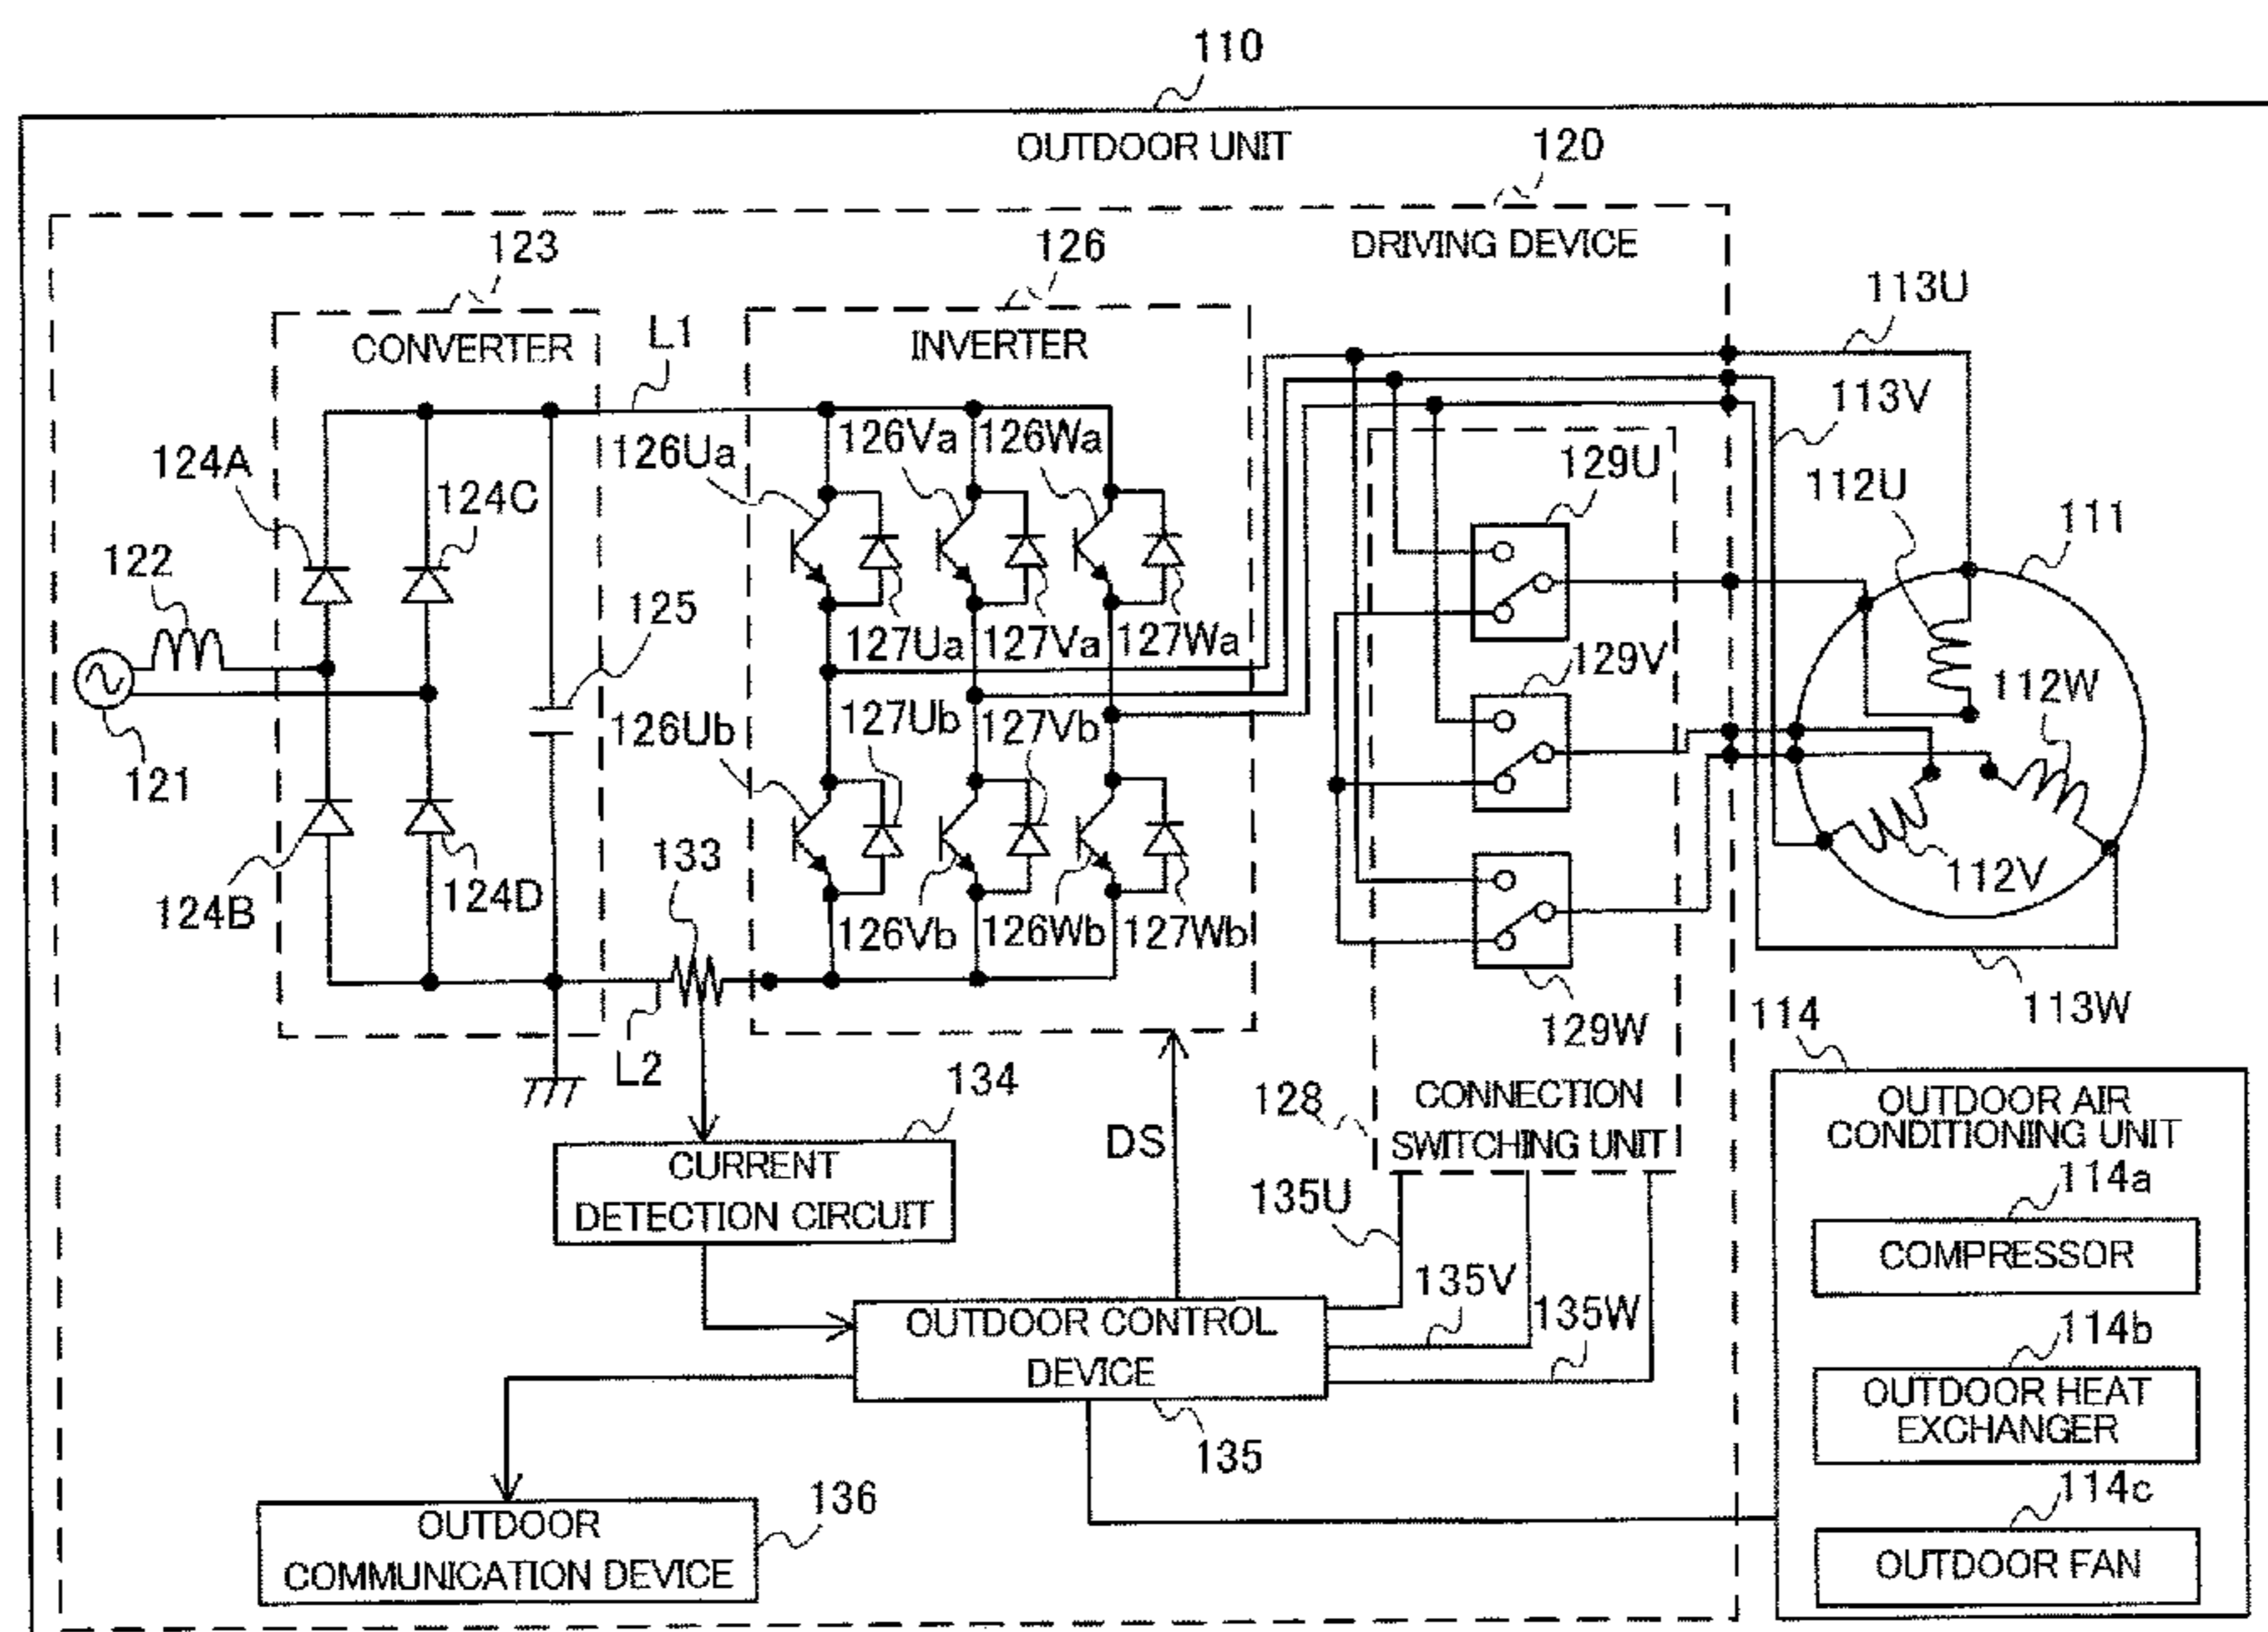 110
OUTDOOR UNIT
120
DRIVING DEVICE
123
CONVERTER
126
INVERTER
L1
113U
113V
124A
124C
122
125
121
124B
124D
126Ua
126Va
126Wa
127Ua
127Va
127Wa
126Ub
127Ub
127Vb
126Vb
126Wb
127Wb
129U
129V
129W
112U
111
112W
112V
113W
133
L2
134
CURRENT
DETECTION CIRCUIT
DS
128
CONNECTION
SWITCHING UNIT
135U
135V
135W
OUTDOOR CONTROL
DEVICE
135
OUTDOOR
COMMUNICATION DEVICE
136
114
OUTDOOR AIR
CONDITIONING UNIT
114a
COMPRESSOR
114b
OUTDOOR HEAT
EXCHANGER
114c
OUTDOOR FAN